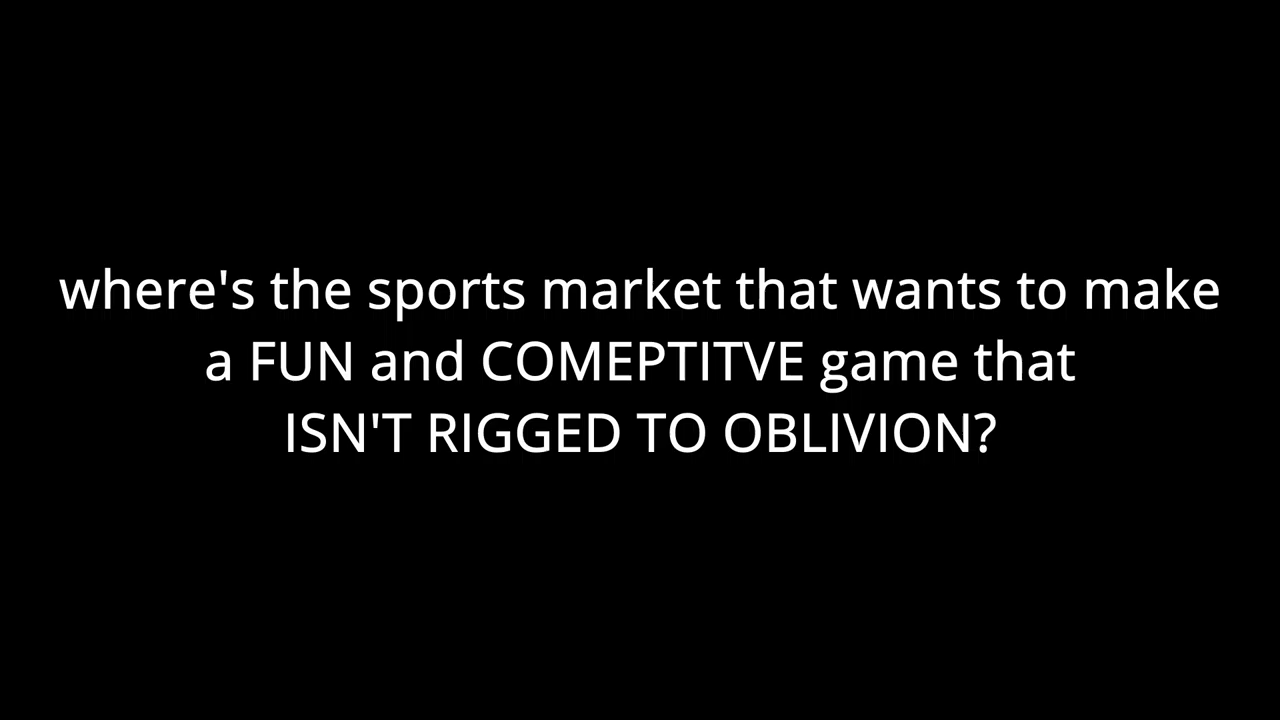 where's the sports market that wants to make
a FUN and COMEPTITVE game that
ISN'T RIGGED TO OBLIVION?